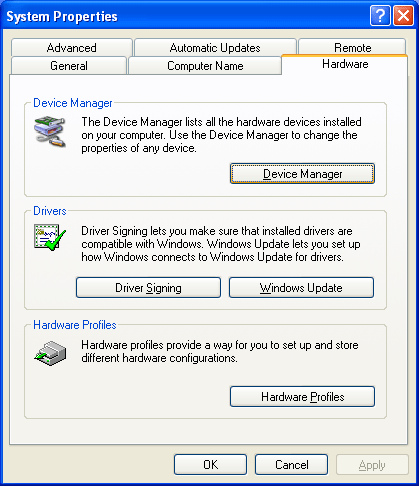 System Properties
Advanced
Automatic Updates
Remote
General
Computer Name
Hardware
Device Manager
The Device Manager lists all the hardware devices installed
on your computer. Use the Device Manager to change the
properties of any device.
Device Manager
Drivers
Driver Signing lets you make sure that installed drivers are
compatible with Windows. Windows Update lets you set up
how Windows connects to Windows Update for drivers.
Driver Signing
Windows Update
Hardware Profiles
Hardware profiles provide a way for you to set up and store
different hardware configurations.
Hardware Profiles
OK
Cancel
Apply